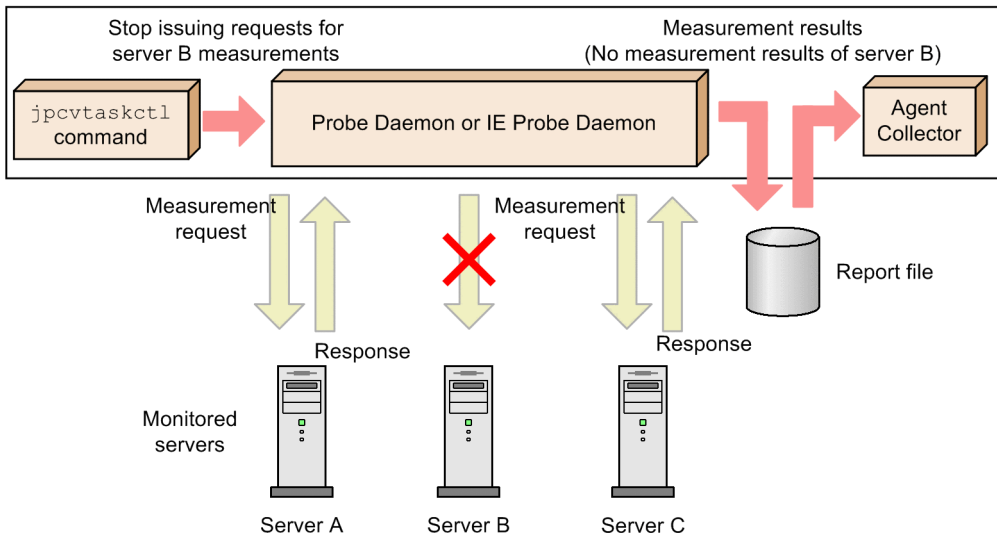 Stop issuing requests for
server B measurements
Measurement results
(No measurement results of server B)
jpcvtaskctl
command
Probe Daemon or IE Probe Daemon
Agent
Collector
Measurement
request
Measurement
request
Report file
Response
Response
Monitored
servers
Server A
Server B
Server C